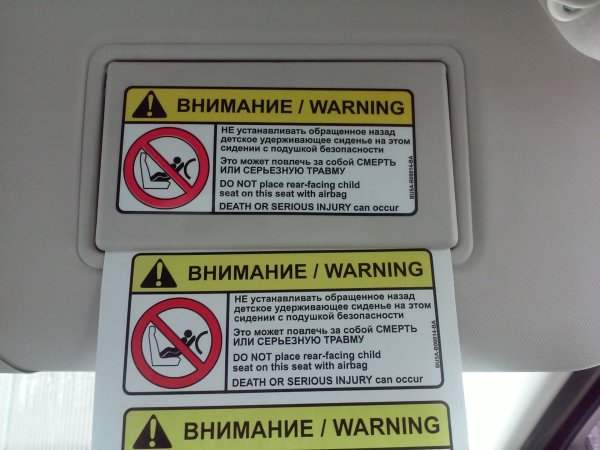 ВНИМАНИЕ / WARNING
НЕ устанавливать обращенное назад
детское удерживающее сиденье на этом
сидении с подушкой безопасности
Это может повлечь за собой СМЕРТЬ
ИЛИ СЕРЬЕЗНУЮ ТРАВМУ
DO NOT place rear-facing child
seat on this seat with airbag
DEATH OR SERIOUS INJURY can occur
ВНИМАНИЕ / WARNING
НЕ устанавливать обращенное назад
детское удерживающее сиденье на этом
сидении с подушкой безопасности
Это может повлечь за собой СМЕРТЬ
ИЛИ СЕРЬЕЗНУЮ ТРАВМУ
DO NOT place rear-facing child
seat on this seat with airbag
DEATH OR SERIOUS INJURY can occur
ВНИМАНИЕ / WARNING